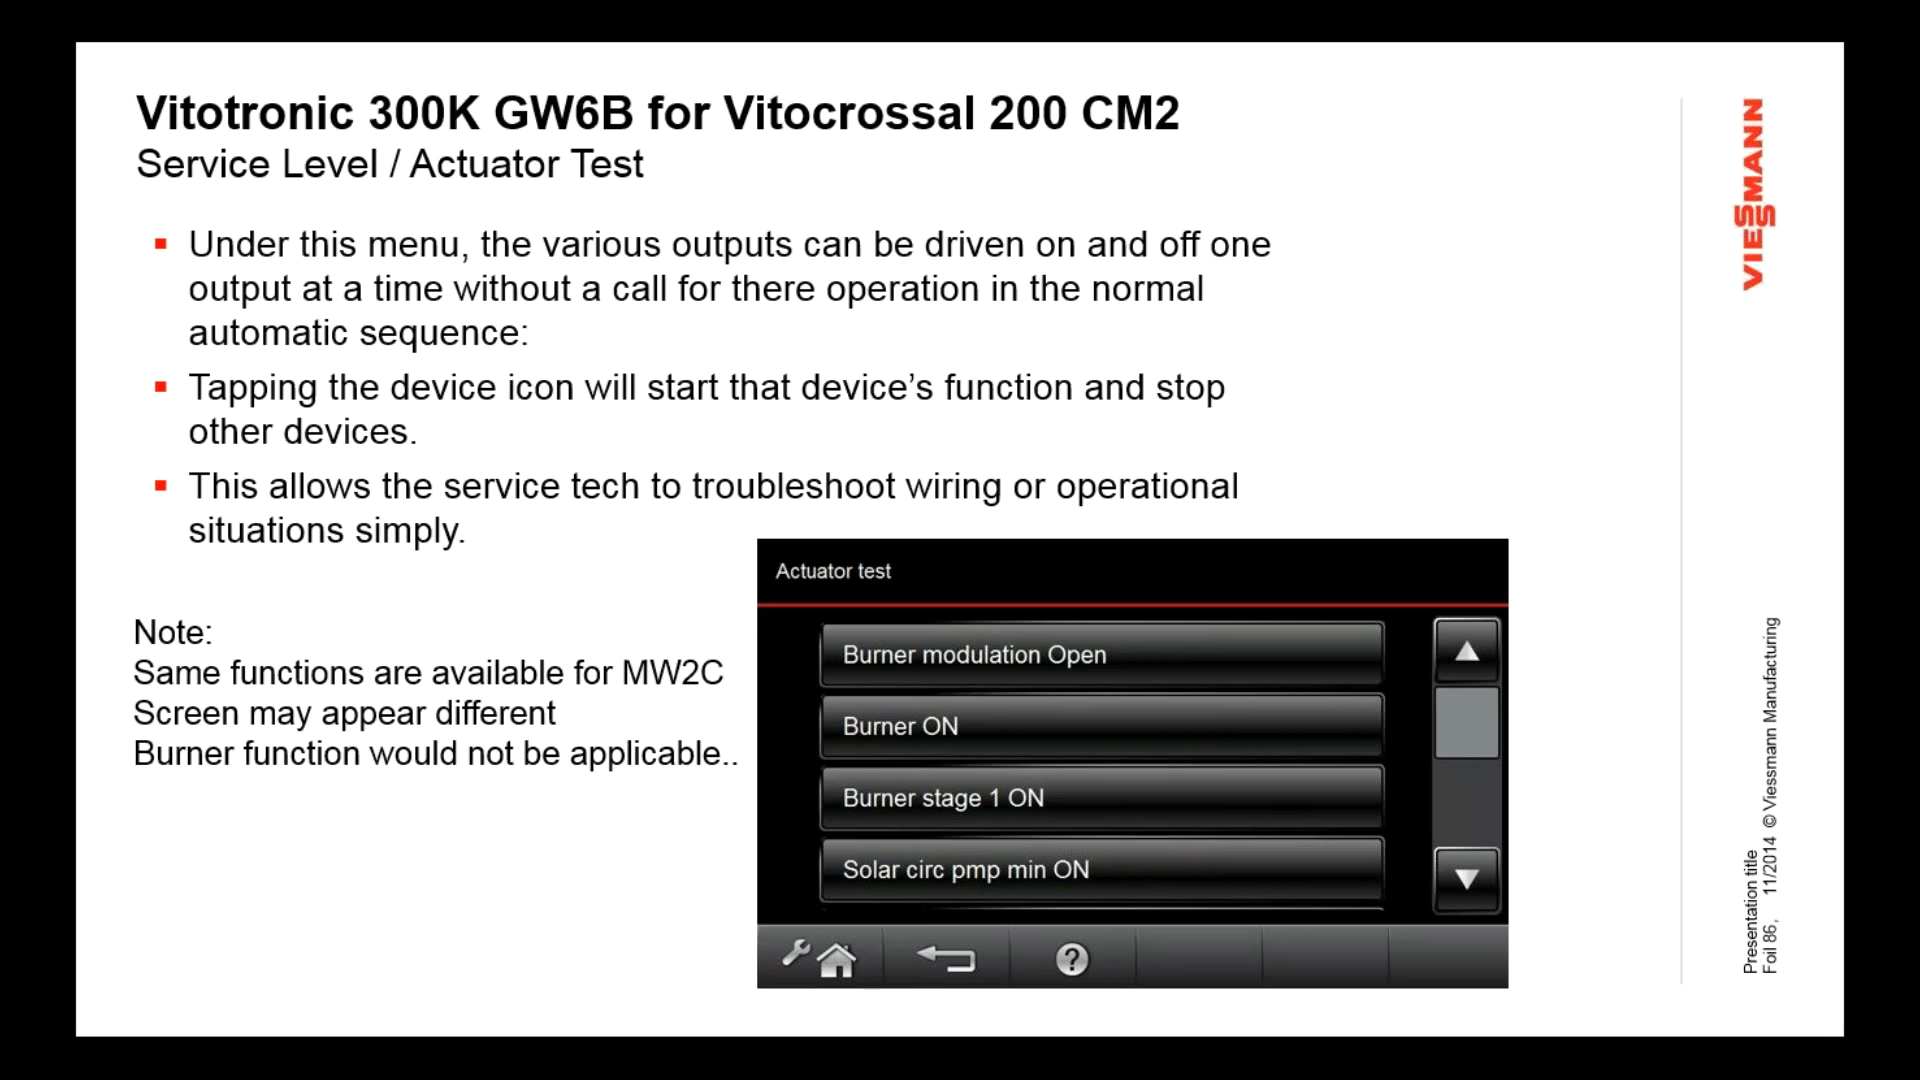 Vitotronic 300K GW6B for Vitocrossal 200 CM2
Service Level / Actuator Test
Under this menu, the various outputs can be driven on and off one
output at a time without a call for there operation in the normal
automatic sequence:
Tapping the device icon will start that device’s function and stop
other devices.
This allows the service tech to troubleshoot wiring or operational
situations simply.
Note:
Same functions are available for MW2C
Screen may appear different
Burner function would not be applicable..
Actuator test
Burner modulation Open
Burner ON
Burner stage 1 ON
Solar circ pmp min ON
?
VIESSMANN
Presentation title
Foil 86, 11/2014 © Viessmann Manufacturing